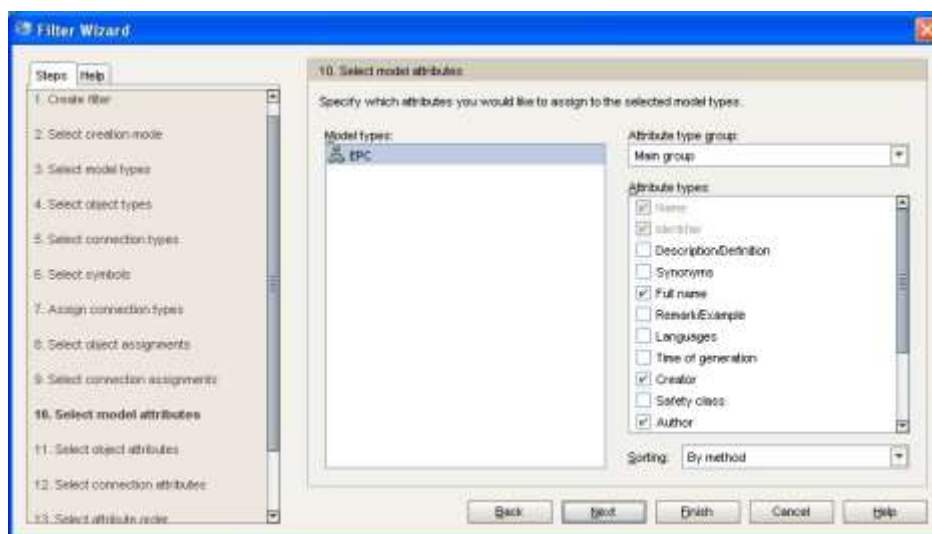 Filter Wizard
Steps Help
1. Create filter
2. Select creation mode
3. Select model types
4. Select object types
5. Select connection types
6. Select symbols
7. Assign connection types
8. Select object assignments
9. Select connection assignments
10. Select model attributes
11. Select object attributes
12. Select connection attributes
13. Select attribute order
10. Select model attributes
Specify which attributes you would like to assign to the selected model types.
Model types:
EPC
Attribute type group:
Main group
Attribute types:
Name
Identifier
Description/Definition
Synonyms
Full name
Remark/Example
Languages
Time of generation
Creator
Safety class
Author
Sorting: By method
Back Next Finish Cancel Help